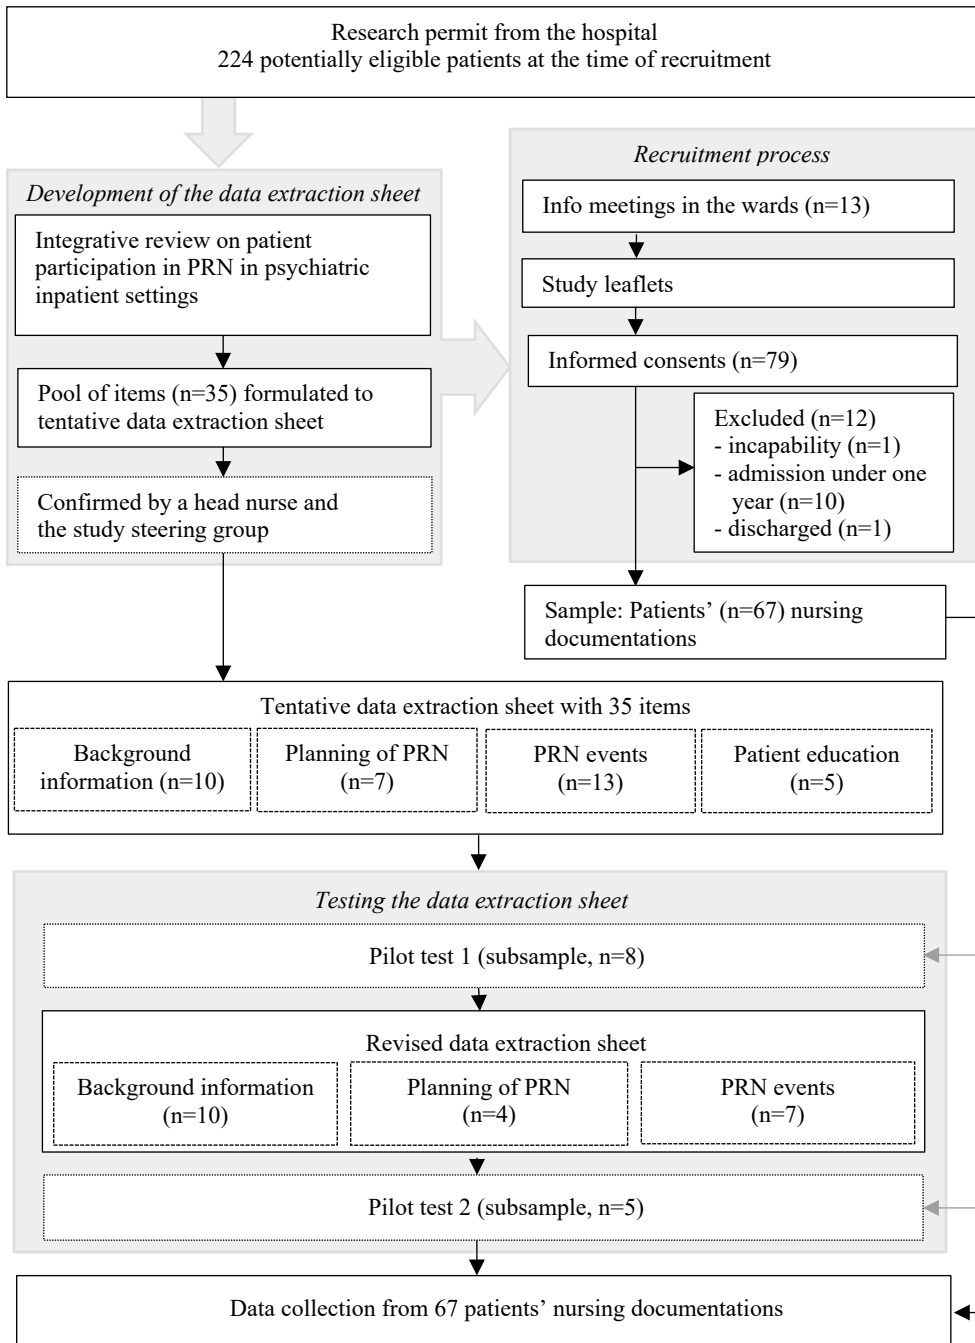 Research permit from the hospital
224 potentially eligible patients at the time of recruitment
Development of the data extraction sheet
Integrative review on patient
participation in PRN in psychiatric
inpatient settings
Pool of items (n=35) formulated to
tentative data extraction sheet
Confirmed by a head nurse and
the study steering group
Recruitment process
Info meetings in the wards (n=13)
Study leaflets
Informed consents (n=79)
Excluded (n=12)
- incapability (n=1)
- admission under one
year (n=10)
- discharged (n=1)
Sample: Patients’ (n=67) nursing
documentations
Tentative data extraction sheet with 35 items
Background
information (n=10)
Planning of PRN
(n=7)
PRN events
(n=13)
Patient education
(n=5)
Testing the data extraction sheet
Pilot test 1 (subsample, n=8)
Revised data extraction sheet
Background information
(n=10)
Planning of PRN
(n=4)
PRN events
(n=7)
Pilot test 2 (subsample, n=5)
Data collection from 67 patients’ nursing documentations